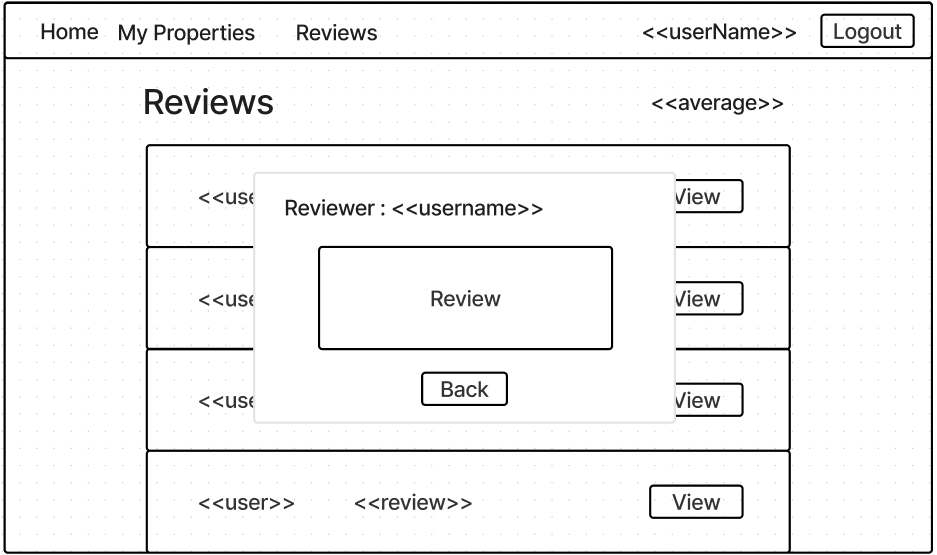 Home My Properties Reviews <<userName>> Logout
Reviews <<average>>
<<use View
Reviewer : <<username>>
<<use Review View
<<use Back View
<<user>> <<review>> View